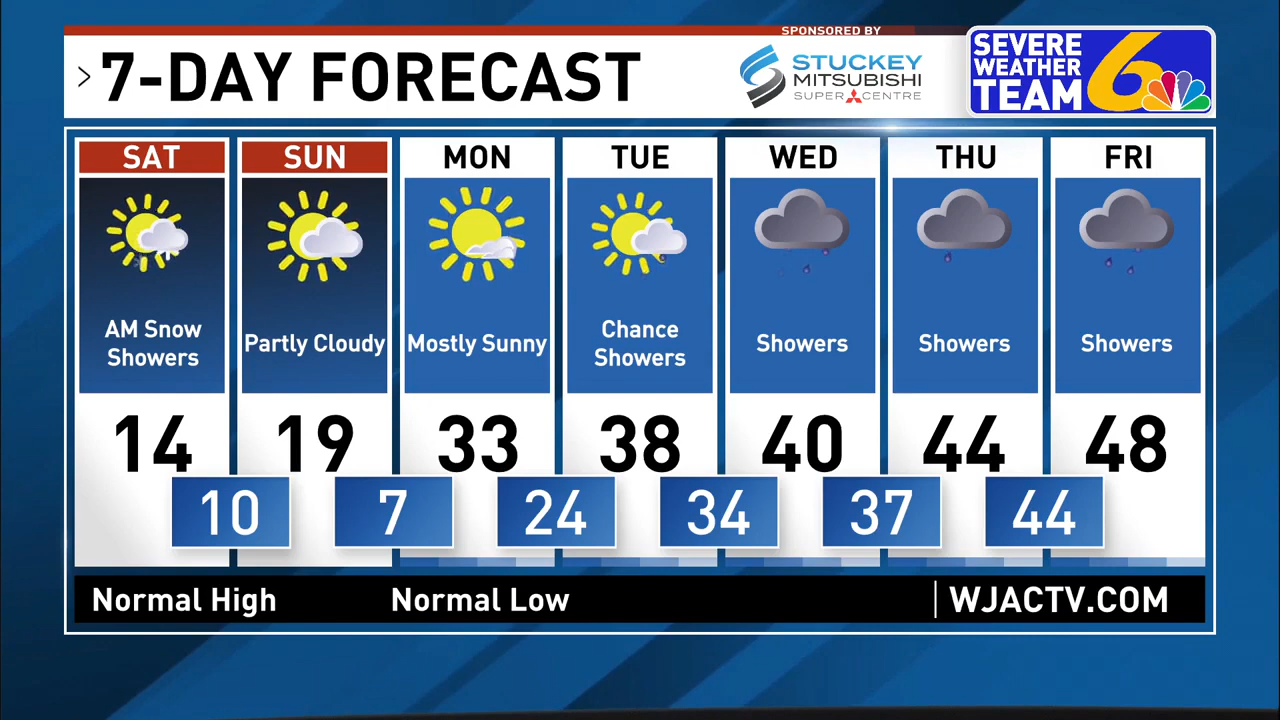 SPONSORED BY
> 7-DAY FORECAST
STUCKEY
MITSUBISHI
SUPER CENTRE
SEVERE
WEATHER
TEAM
6
SAT SUN MON TUE WED THU FRI
AM Snow
Showers
Partly Cloudy
Mostly Sunny
Chance
Showers
Showers
Showers
Showers
14 19 33 38 40 44 48
10 7 24 34 37 44
Normal High Normal Low WJACTV.COM